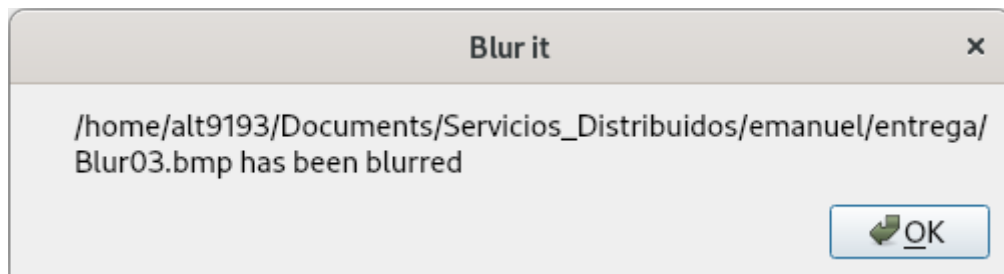 Blur it
/home/alt9193/Documents/Servicios_Distribuidos/emanuel/entrega/
Blur03.bmp has been blurred
OK